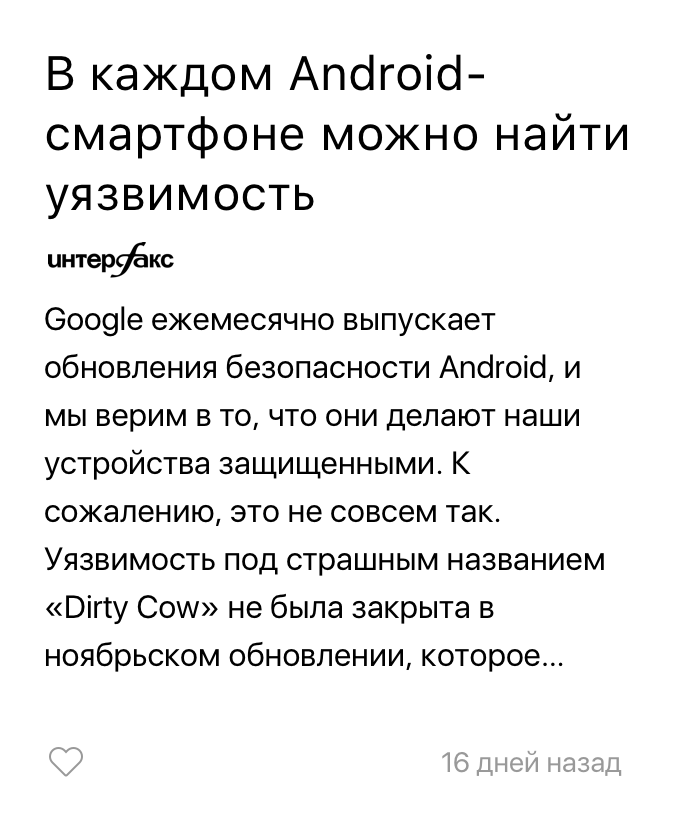 В каждом Android-
смартфоне можно найти
уязвимость
интерфакс
Google ежемесячно выпускает
обновления безопасности Android, и
мы верим в то, что они делают наши
устройства защищенными. К
сожалению, это не совсем так.
Уязвимость под страшным названием
«Dirty Cow» не была закрыта в
ноябрьском обновлении, которое...
16 дней назад